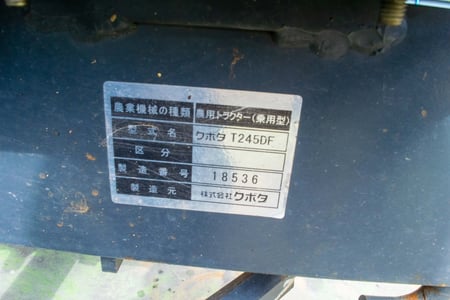 農業機械の種類 農用トラクター(乗用型)
型式名 クボタ T245DF
区分
製造番号 18536
製造元 株式会社クボタ